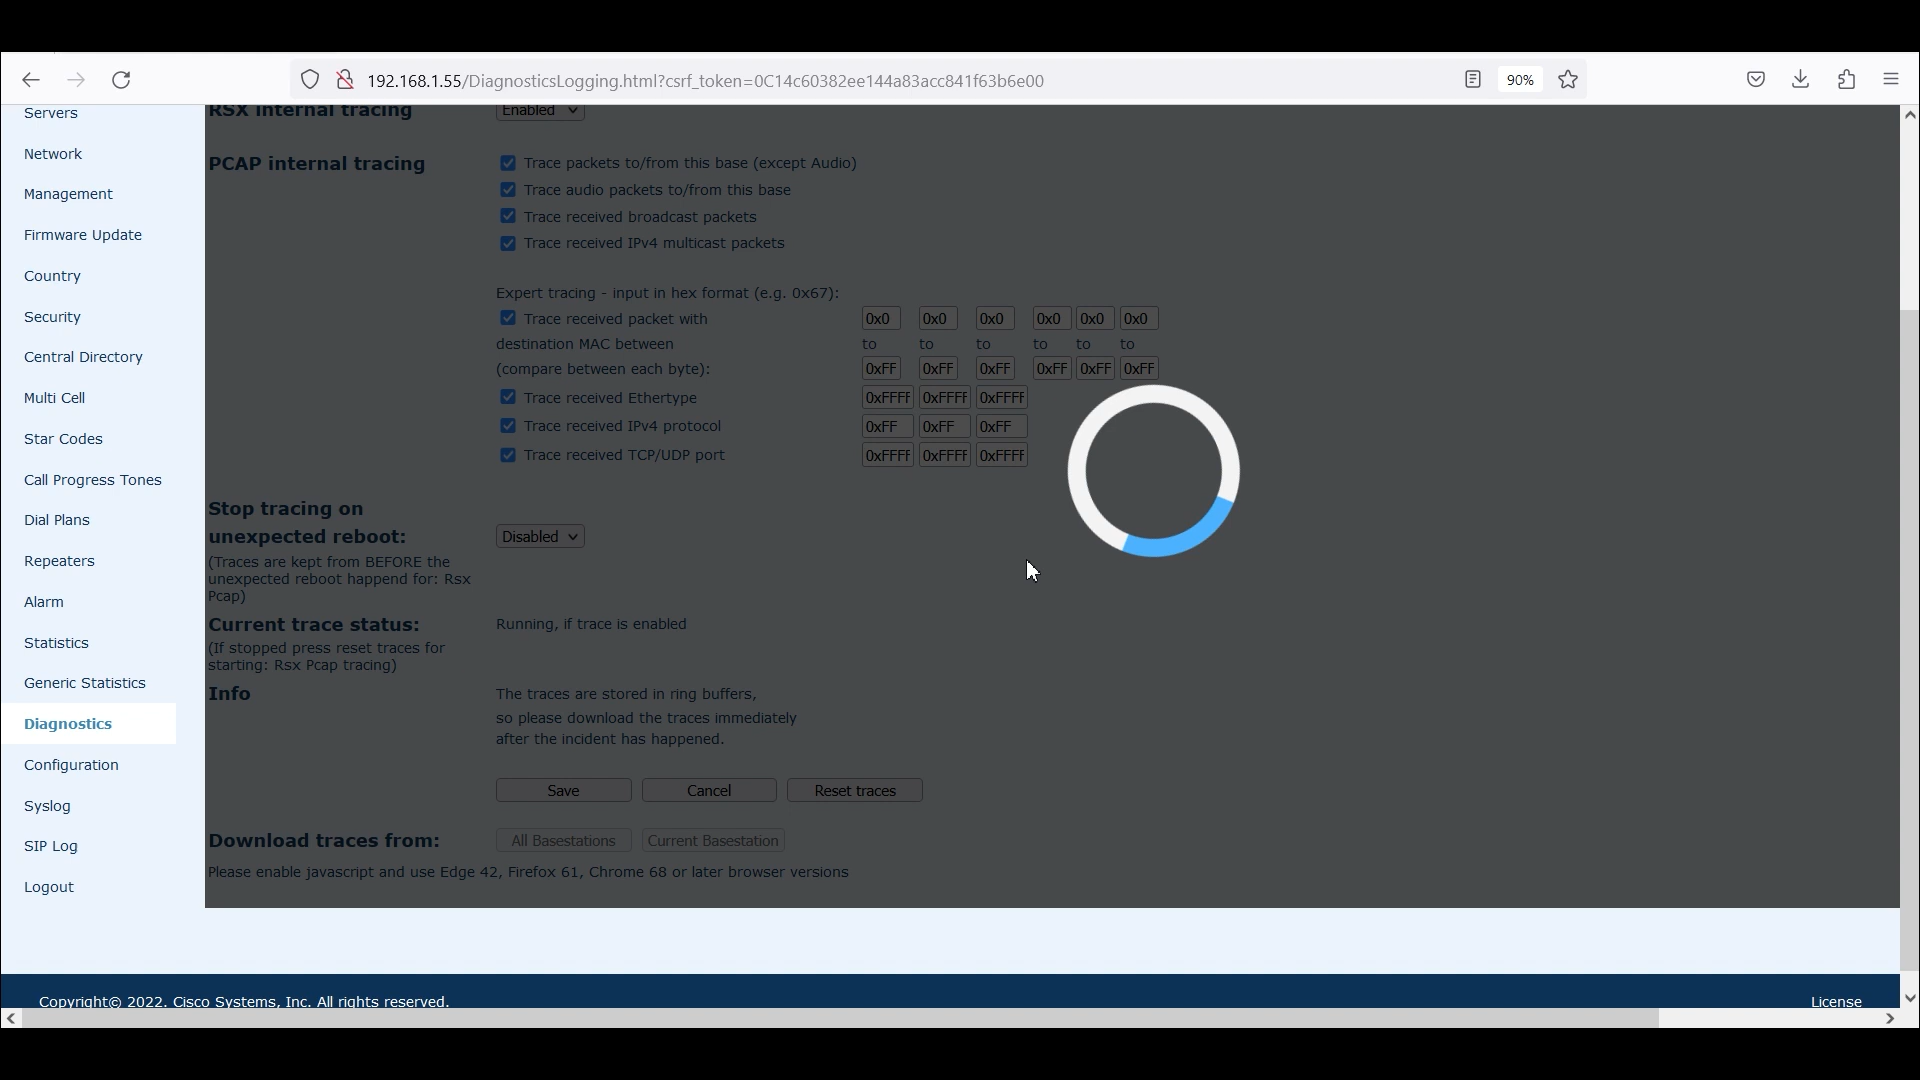 192.168.1.55/DiagnosticsLogging.html?csrf_token=0C14c60382ee144a83acc841f63b6e00
90%
Servers
Network
Management
Firmware Update
Country
Security
Central Directory
Multi Cell
Star Codes
Call Progress Tones
Dial Plans
Repeaters
Alarm
Statistics
Generic Statistics
Diagnostics
Configuration
Syslog
SIP Log
Logout
RSX internal tracing
Enabled
PCAP internal tracing
Trace packets to/from this base (except Audio)
Trace audio packets to/from this base
Trace received broadcast packets
Trace received IPv4 multicast packets
Expert tracing - input in hex format (e.g. 0x67):
Trace received packet with 0x0 0x0 0x0 0x0 0x0 0x0
destination MAC between to to to to to to
(compare between each byte): 0xFF 0xFF 0xFF 0xFF 0xFF 0xFF
Trace received Ethertype 0xFFFF 0xFFFF 0xFFFF
Trace received IPv4 protocol 0xFF 0xFF 0xFF
Trace received TCP/UDP port 0xFFFF 0xFFFF 0xFFFF
Stop tracing on
unexpected reboot:
Disabled
(Traces are kept from BEFORE the
unexpected reboot happend for: Rsx
Pcap)
Current trace status:
Running, if trace is enabled
(If stopped press reset traces for
starting: Rsx Pcap tracing)
Info
The traces are stored in ring buffers,
so please download the traces immediately
after the incident has happened.
Save Cancel Reset traces
Download traces from: All Basestations Current Basestation
Please enable javascript and use Edge 42, Firefox 61, Chrome 68 or later browser versions
Copyright© 2022. Cisco Systems, Inc. All rights reserved.
License